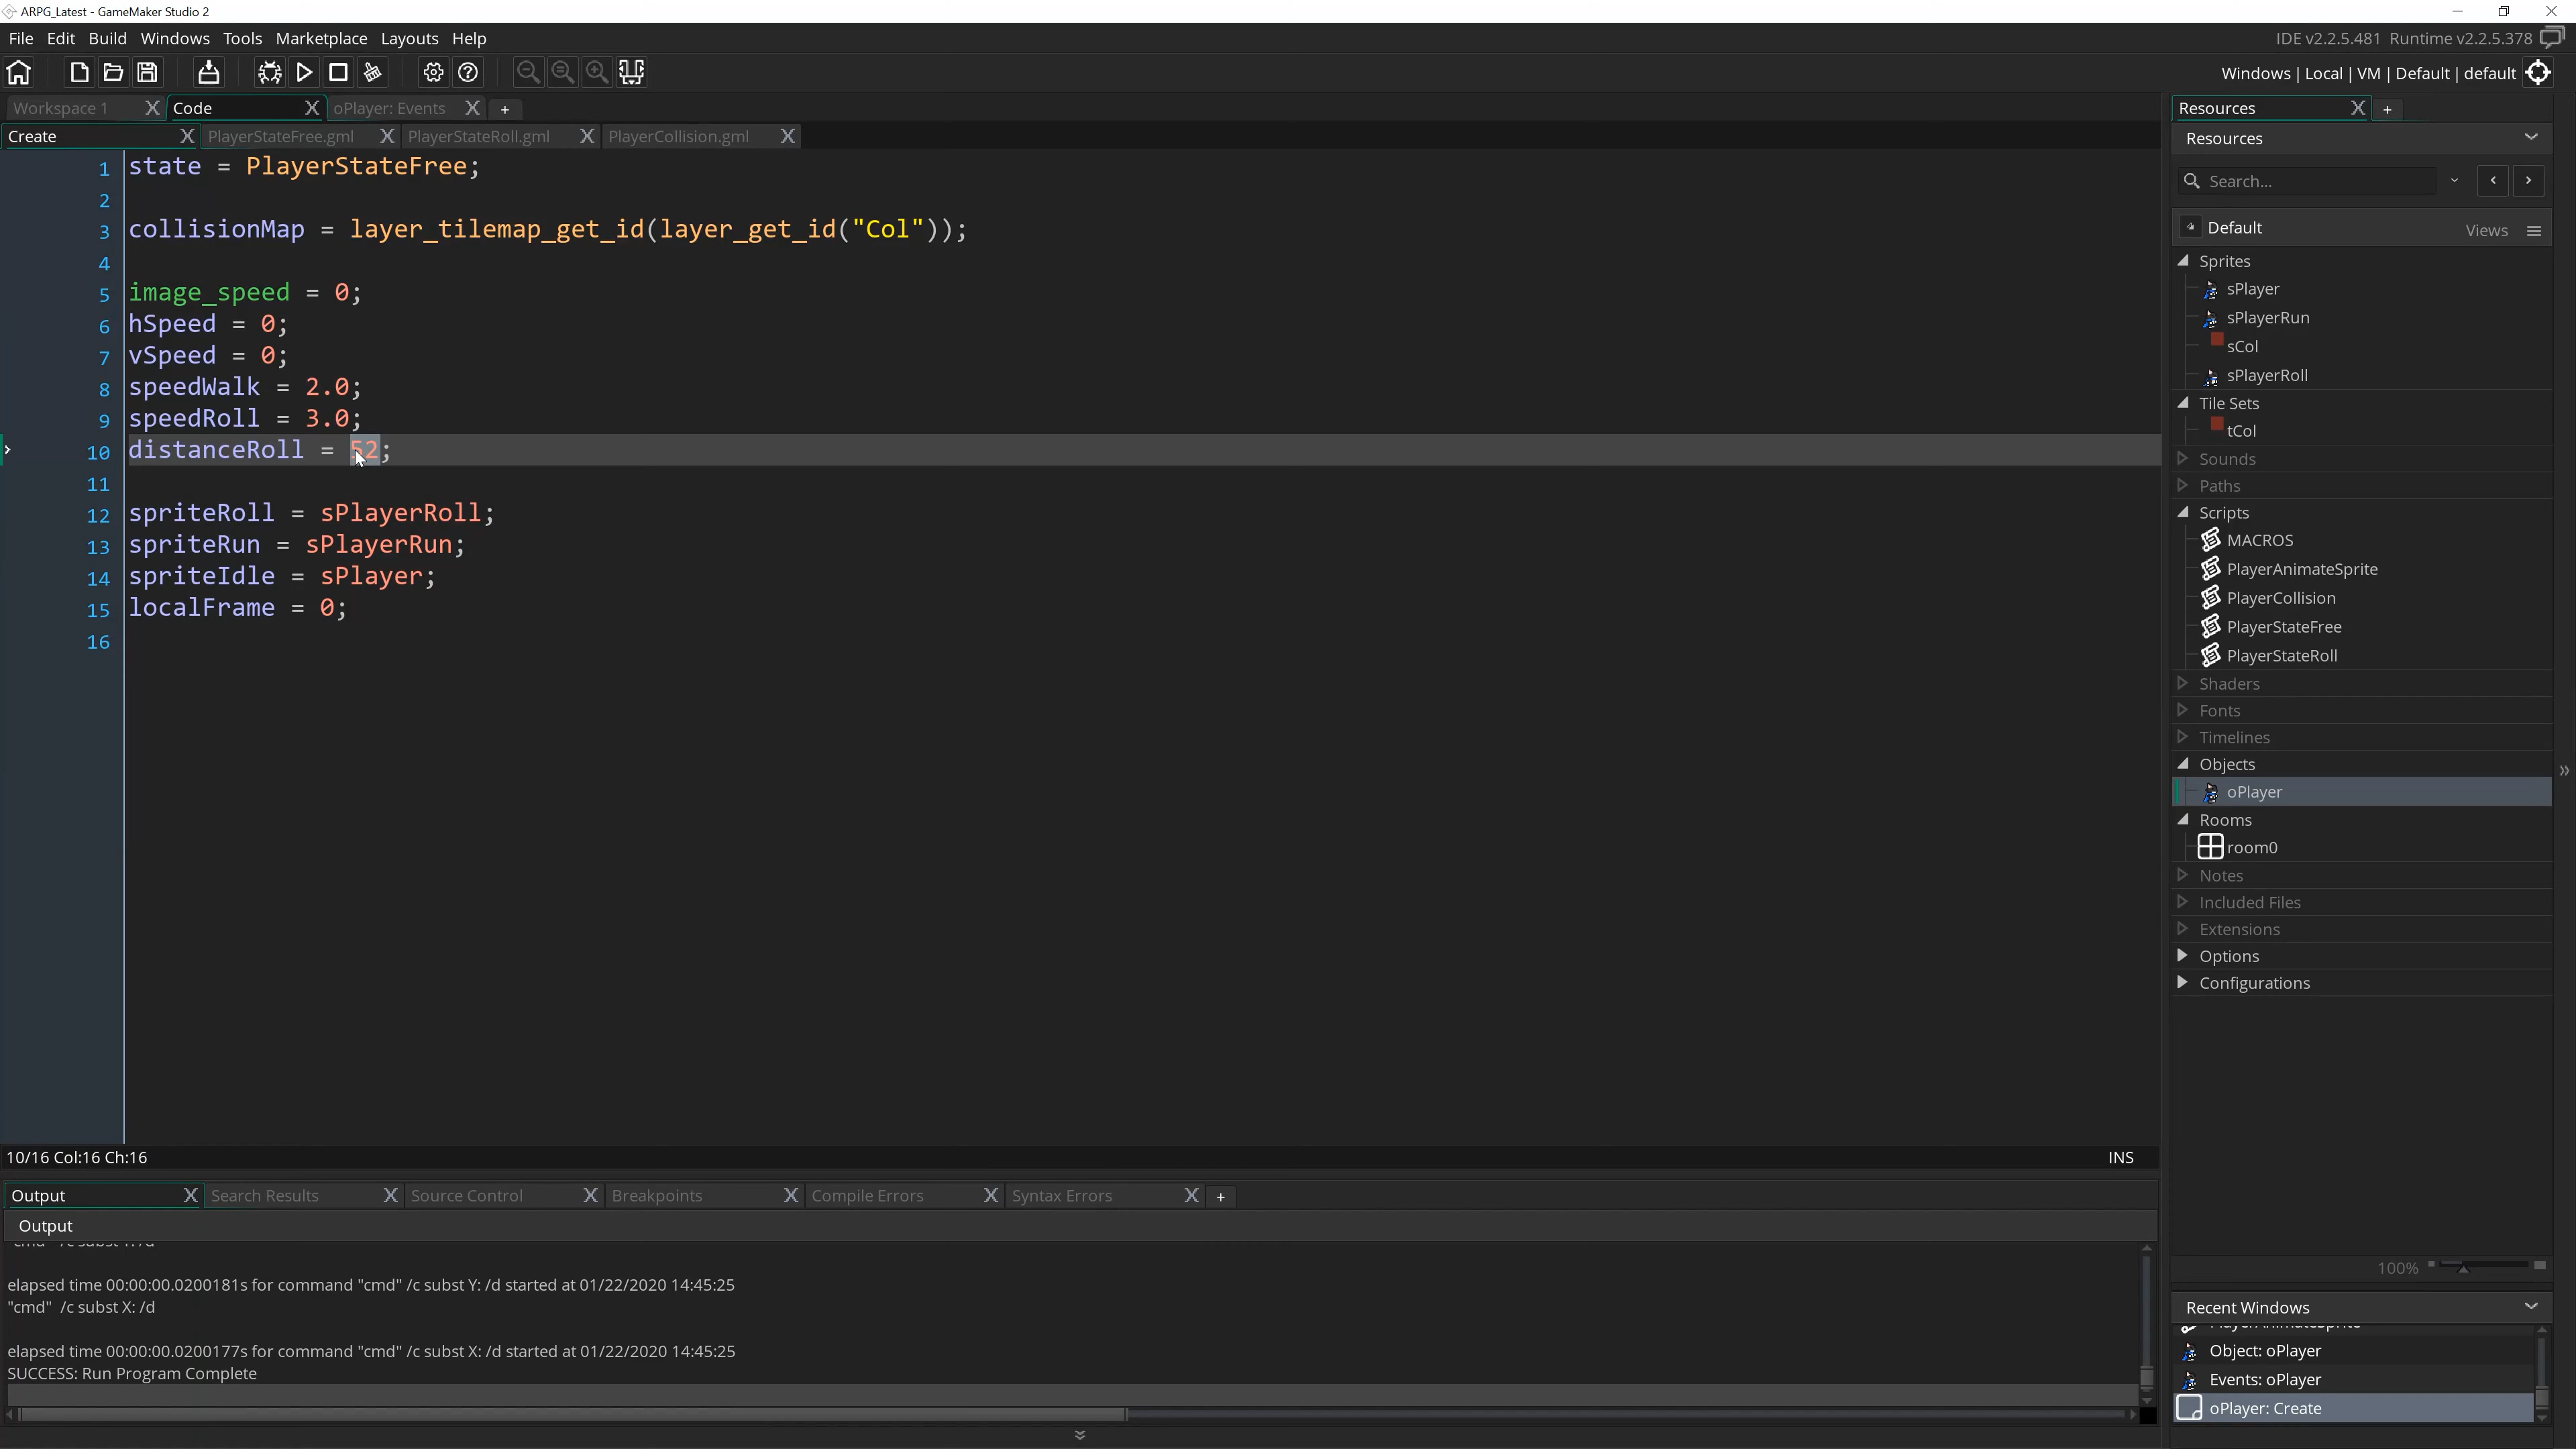 ARPG_Latest - GameMaker Studio 2
File Edit Build Windows Tools Marketplace Layouts Help
IDE v2.2.5.481 Runtime v2.2.5.378
Windows | Local | VM | Default | default
Workspace 1 X Code X oPlayer: Events X +
Create X PlayerStateFree.gml X PlayerStateRoll.gml X PlayerCollision.gml X
1 state = PlayerStateFree;
2
3 collisionMap = layer_tilemap_get_id(layer_get_id("Col"));
4
5 image_speed = 0;
6 hSpeed = 0;
7 vSpeed = 0;
8 speedWalk = 2.0;
9 speedRoll = 3.0;
10 distanceRoll = 52;
11
12 spriteRoll = sPlayerRoll;
13 spriteRun = sPlayerRun;
14 spriteIdle = sPlayer;
15 localFrame = 0;
16
10/16 Col:16 Ch:16
INS
Output X Search Results X Source Control X Breakpoints X Compile Errors X Syntax Errors X +
Output
elapsed time 00:00:00.0200181s for command "cmd" /c subst Y: /d started at 01/22/2020 14:45:25
"cmd" /c subst X: /d
elapsed time 00:00:00.0200177s for command "cmd" /c subst X: /d started at 01/22/2020 14:45:25
SUCCESS: Run Program Complete
Resources X +
Resources
Search...
Default Views
Sprites
sPlayer
sPlayerRun
sCol
sPlayerRoll
Tile Sets
tCol
Sounds
Paths
Scripts
MACROS
PlayerAnimateSprite
PlayerCollision
PlayerStateFree
PlayerStateRoll
Shaders
Fonts
Timelines
Objects
oPlayer
Rooms
room0
Notes
Included Files
Extensions
Options
Configurations
100%
Recent Windows
Object: oPlayer
Events: oPlayer
oPlayer: Create